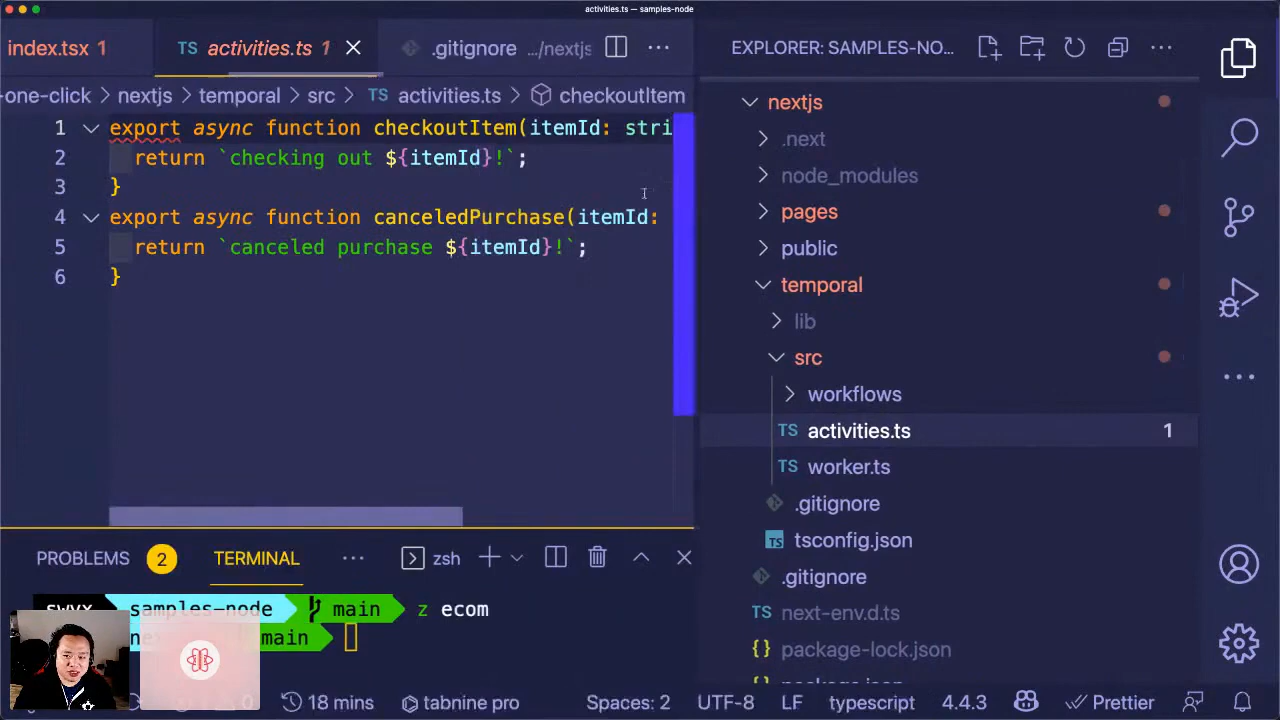 activities.ts — samples-node
index.tsx 1
TS activities.ts 1
.gitignore .../nextjs
EXPLORER: SAMPLES-NO...
-one-click > nextjs > temporal > src > TS activities.ts > checkoutItem
1 export async function checkoutItem(itemId: stri
2 return `checking out ${itemId}!`;
3 }
4 export async function canceledPurchase(itemId:
5 return `canceled purchase ${itemId}!`;
6 }
nextjs
.next
node_modules
pages
public
temporal
lib
src
workflows
TS activities.ts 1
TS worker.ts
.gitignore
TS tsconfig.json
.gitignore
next-env.d.ts
{} package-lock.json
PROBLEMS 2 TERMINAL ... zsh
samples-node main z ecom
main
18 mins tabnine pro Spaces: 2 UTF-8 LF typescript 4.4.3 Prettier